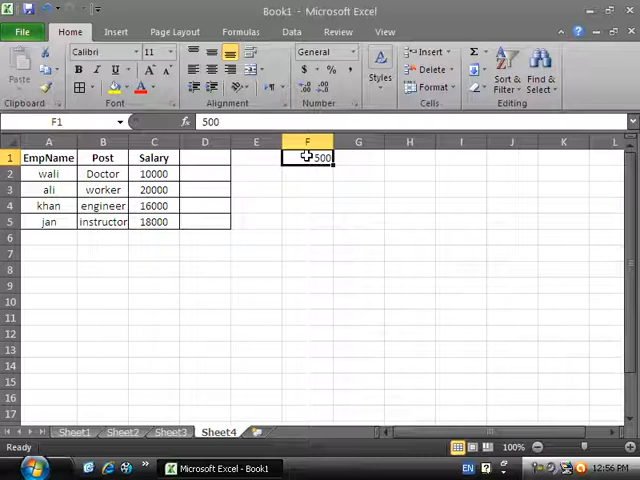 Book1 - Microsoft Excel
File Home Insert Page Layout Formulas Data Review View
Calibri 11 General Insert
Paste Styles Delete Sort & Filter Find & Select
Format
Clipboard Font Alignment Number Cells Editing
F1 fx 500
A B C D E F G H I J K L
1 EmpName Post Salary 500
2 wali Doctor 10000
3 ali worker 20000
4 khan engineer 16000
5 jan instructor 18000
6
7
8
9
10
11
12
13
14
15
16
17
Sheet1 Sheet2 Sheet3 Sheet4
Ready 100%
Microsoft Excel - Book1 EN 12:56 PM